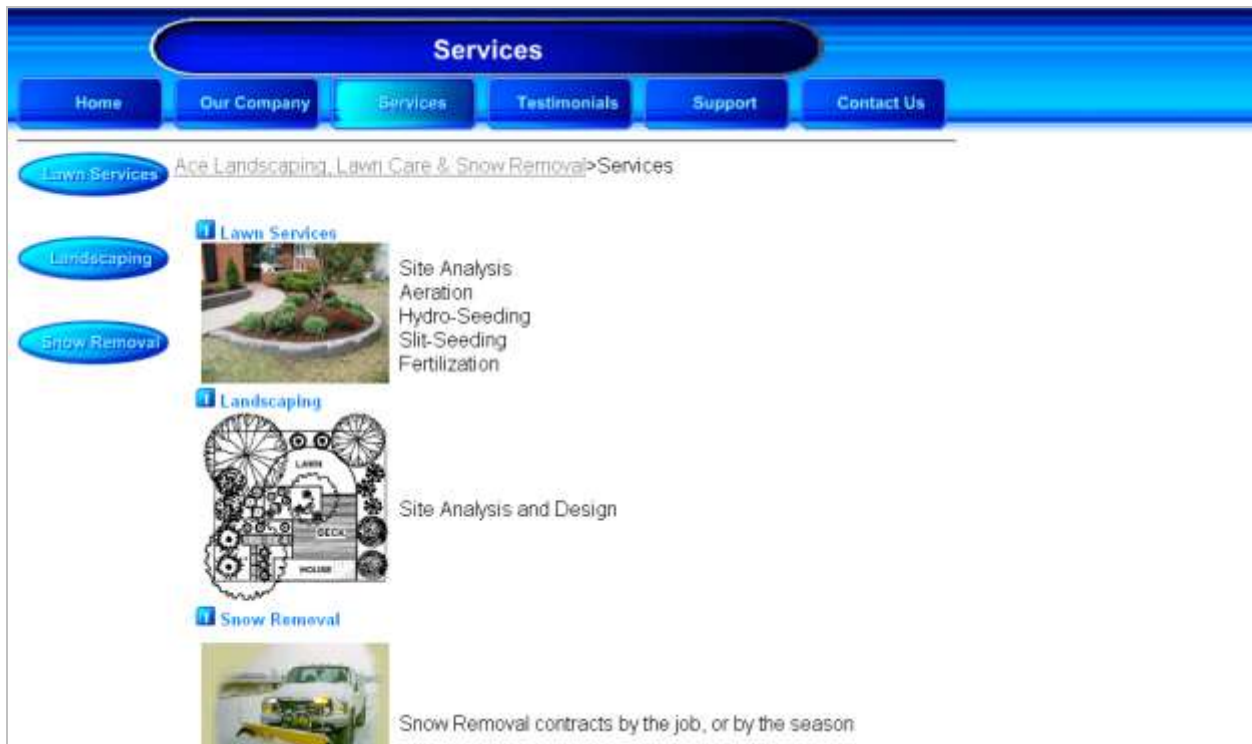 Services
Home
Our Company
Services
Testimonials
Support
Contact Us
Lawn Services
Landscaping
Snow Removal
Ace Landscaping, Lawn Care & Snow Removal>Services
Lawn Services
Site Analysis
Aeration
Hydro-Seeding
Slit-Seeding
Fertilization
Landscaping
LAWN
DECK
HOUSE
Site Analysis and Design
Snow Removal
Snow Removal contracts by the job, or by the season